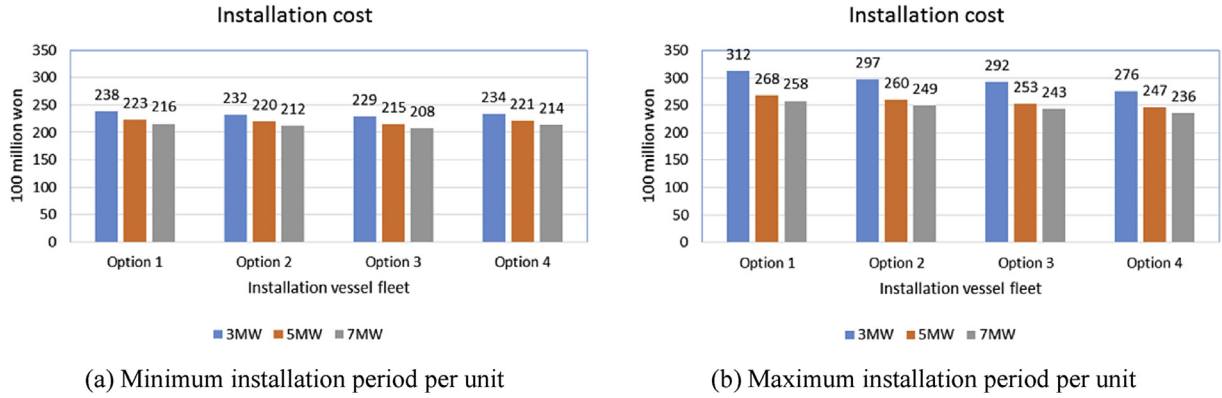 Installation cost
350
300
250
200
150
100
50
0
100 million won
238 223 216
232 220 212
229 215 208
234 221 214
Option 1 Option 2 Option 3 Option 4
Installation vessel fleet
3MW 5MW 7MW
(a) Minimum installation period per unit
Installation cost
350
300
250
200
150
100
50
0
100 million won
312 268 258
297 260 249
292 253 243
276 247 236
Option 1 Option 2 Option 3 Option 4
Installation vessel fleet
3MW 5MW 7MW
(b) Maximum installation period per unit